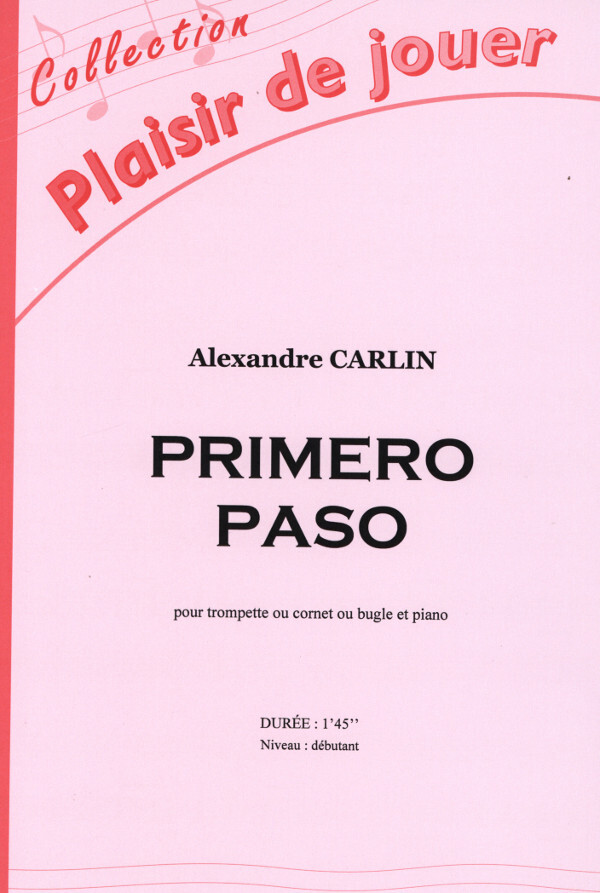 Collection
Plaisir de jouer
Alexandre CARLIN
PRIMERO
PASO
pour trompette ou cornet ou bugle et piano
DURÉE : 1'45''
Niveau : débutant